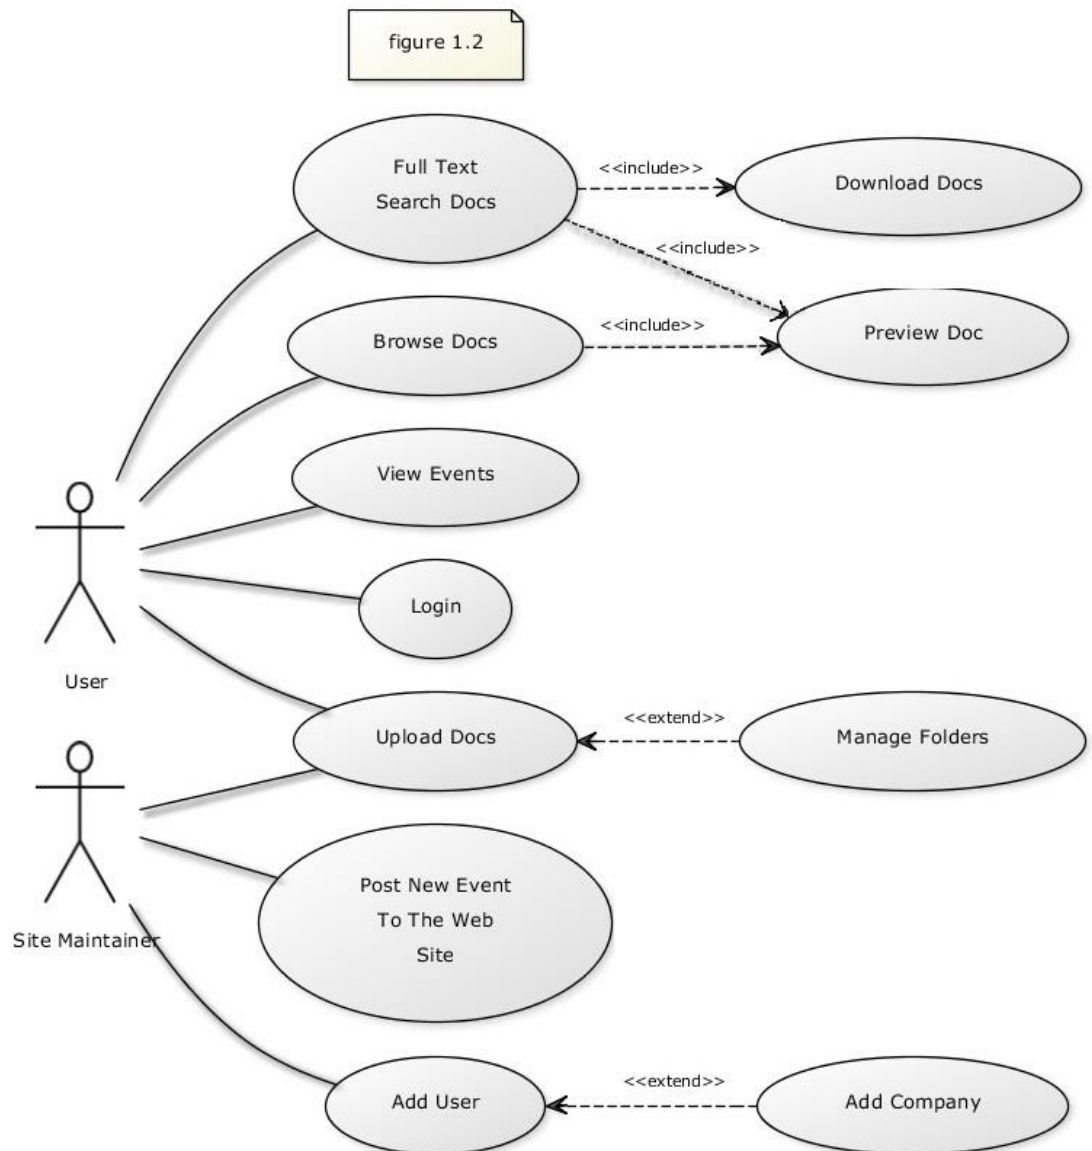 figure 1.2
Full Text
Search Docs
<<include>>
Download Docs
<<include>>
Browse Docs
<<include>>
Preview Doc
View Events
Login
User
Upload Docs
<<extend>>
Manage Folders
Post New Event
To The Web
Site
Site Maintainer
Add User
<<extend>>
Add Company